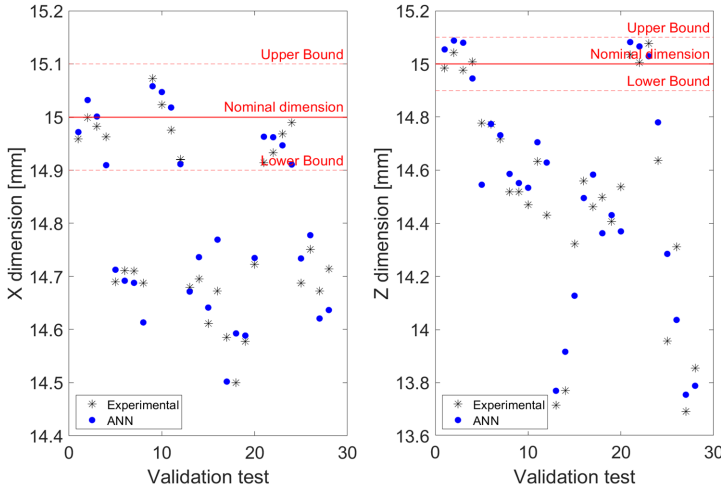 15.2
15.1
15
14.9
14.8
14.7
14.6
14.5
14.4
X dimension [mm]
Upper Bound
Nominal dimension
Lower Bound
Experimental
ANN
0 10 20 30
Validation test
15.2
15
14.8
14.6
14.4
14.2
14
13.8
13.6
Z dimension [mm]
Upper Bound
Nominal dimension
Lower Bound
Experimental
ANN
0 10 20 30
Validation test